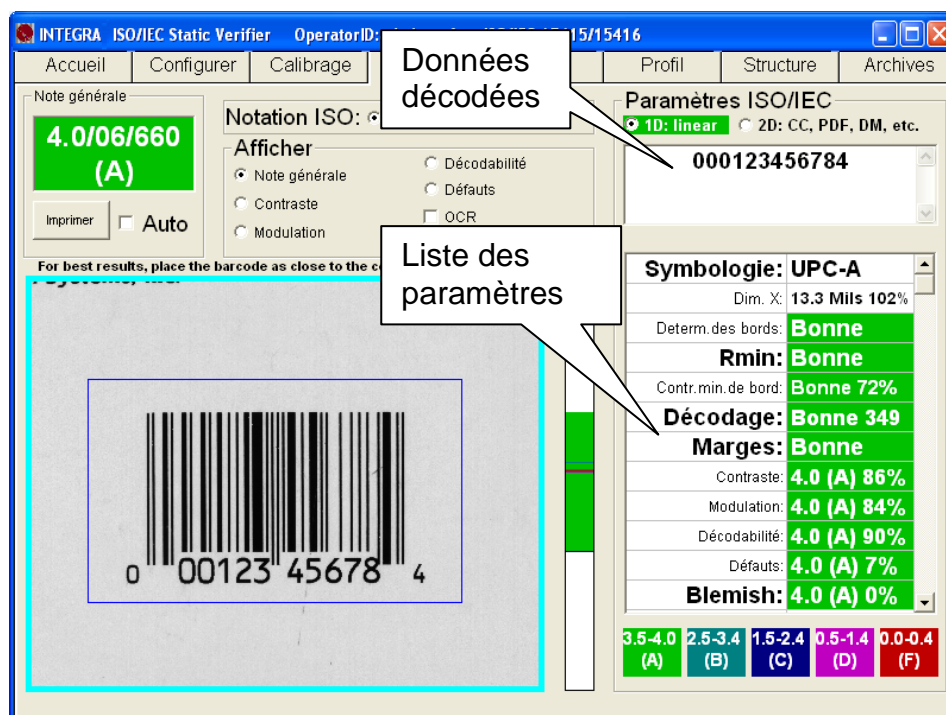 INTEGRA ISO/IEC Static Verifier OperatorID: 15/15416
Accueil Configurer Calibrage Profil Structure Archives
Données
décodées
Note générale
4.0/06/660
(A)
Imprimer Auto
Notation ISO:
Afficher
Note générale
Contraste
Modulation
Décodabilité
Défauts
OCR
Paramètres ISO/IEC
1D: linear 2D: CC, PDF, DM, etc.
000123456784
For best results, place the barcode as close to the
Liste des
paramètres
0 00123 45678 4
Symbologie: UPC-A
Dim. X: 13.3 Mils 102%
Determ.des bords: Bonne
Rmin: Bonne
Contr.min.de bord: Bonne 72%
Décodage: Bonne 349
Marges: Bonne
Contraste: 4.0 (A) 86%
Modulation: 4.0 (A) 84%
Décodabilité: 4.0 (A) 90%
Défauts: 4.0 (A) 7%
Blemish: 4.0 (A) 0%
3.5-4.0 2.5-3.4 1.5-2.4 0.5-1.4 0.0-0.4
(A) (B) (C) (D) (F)